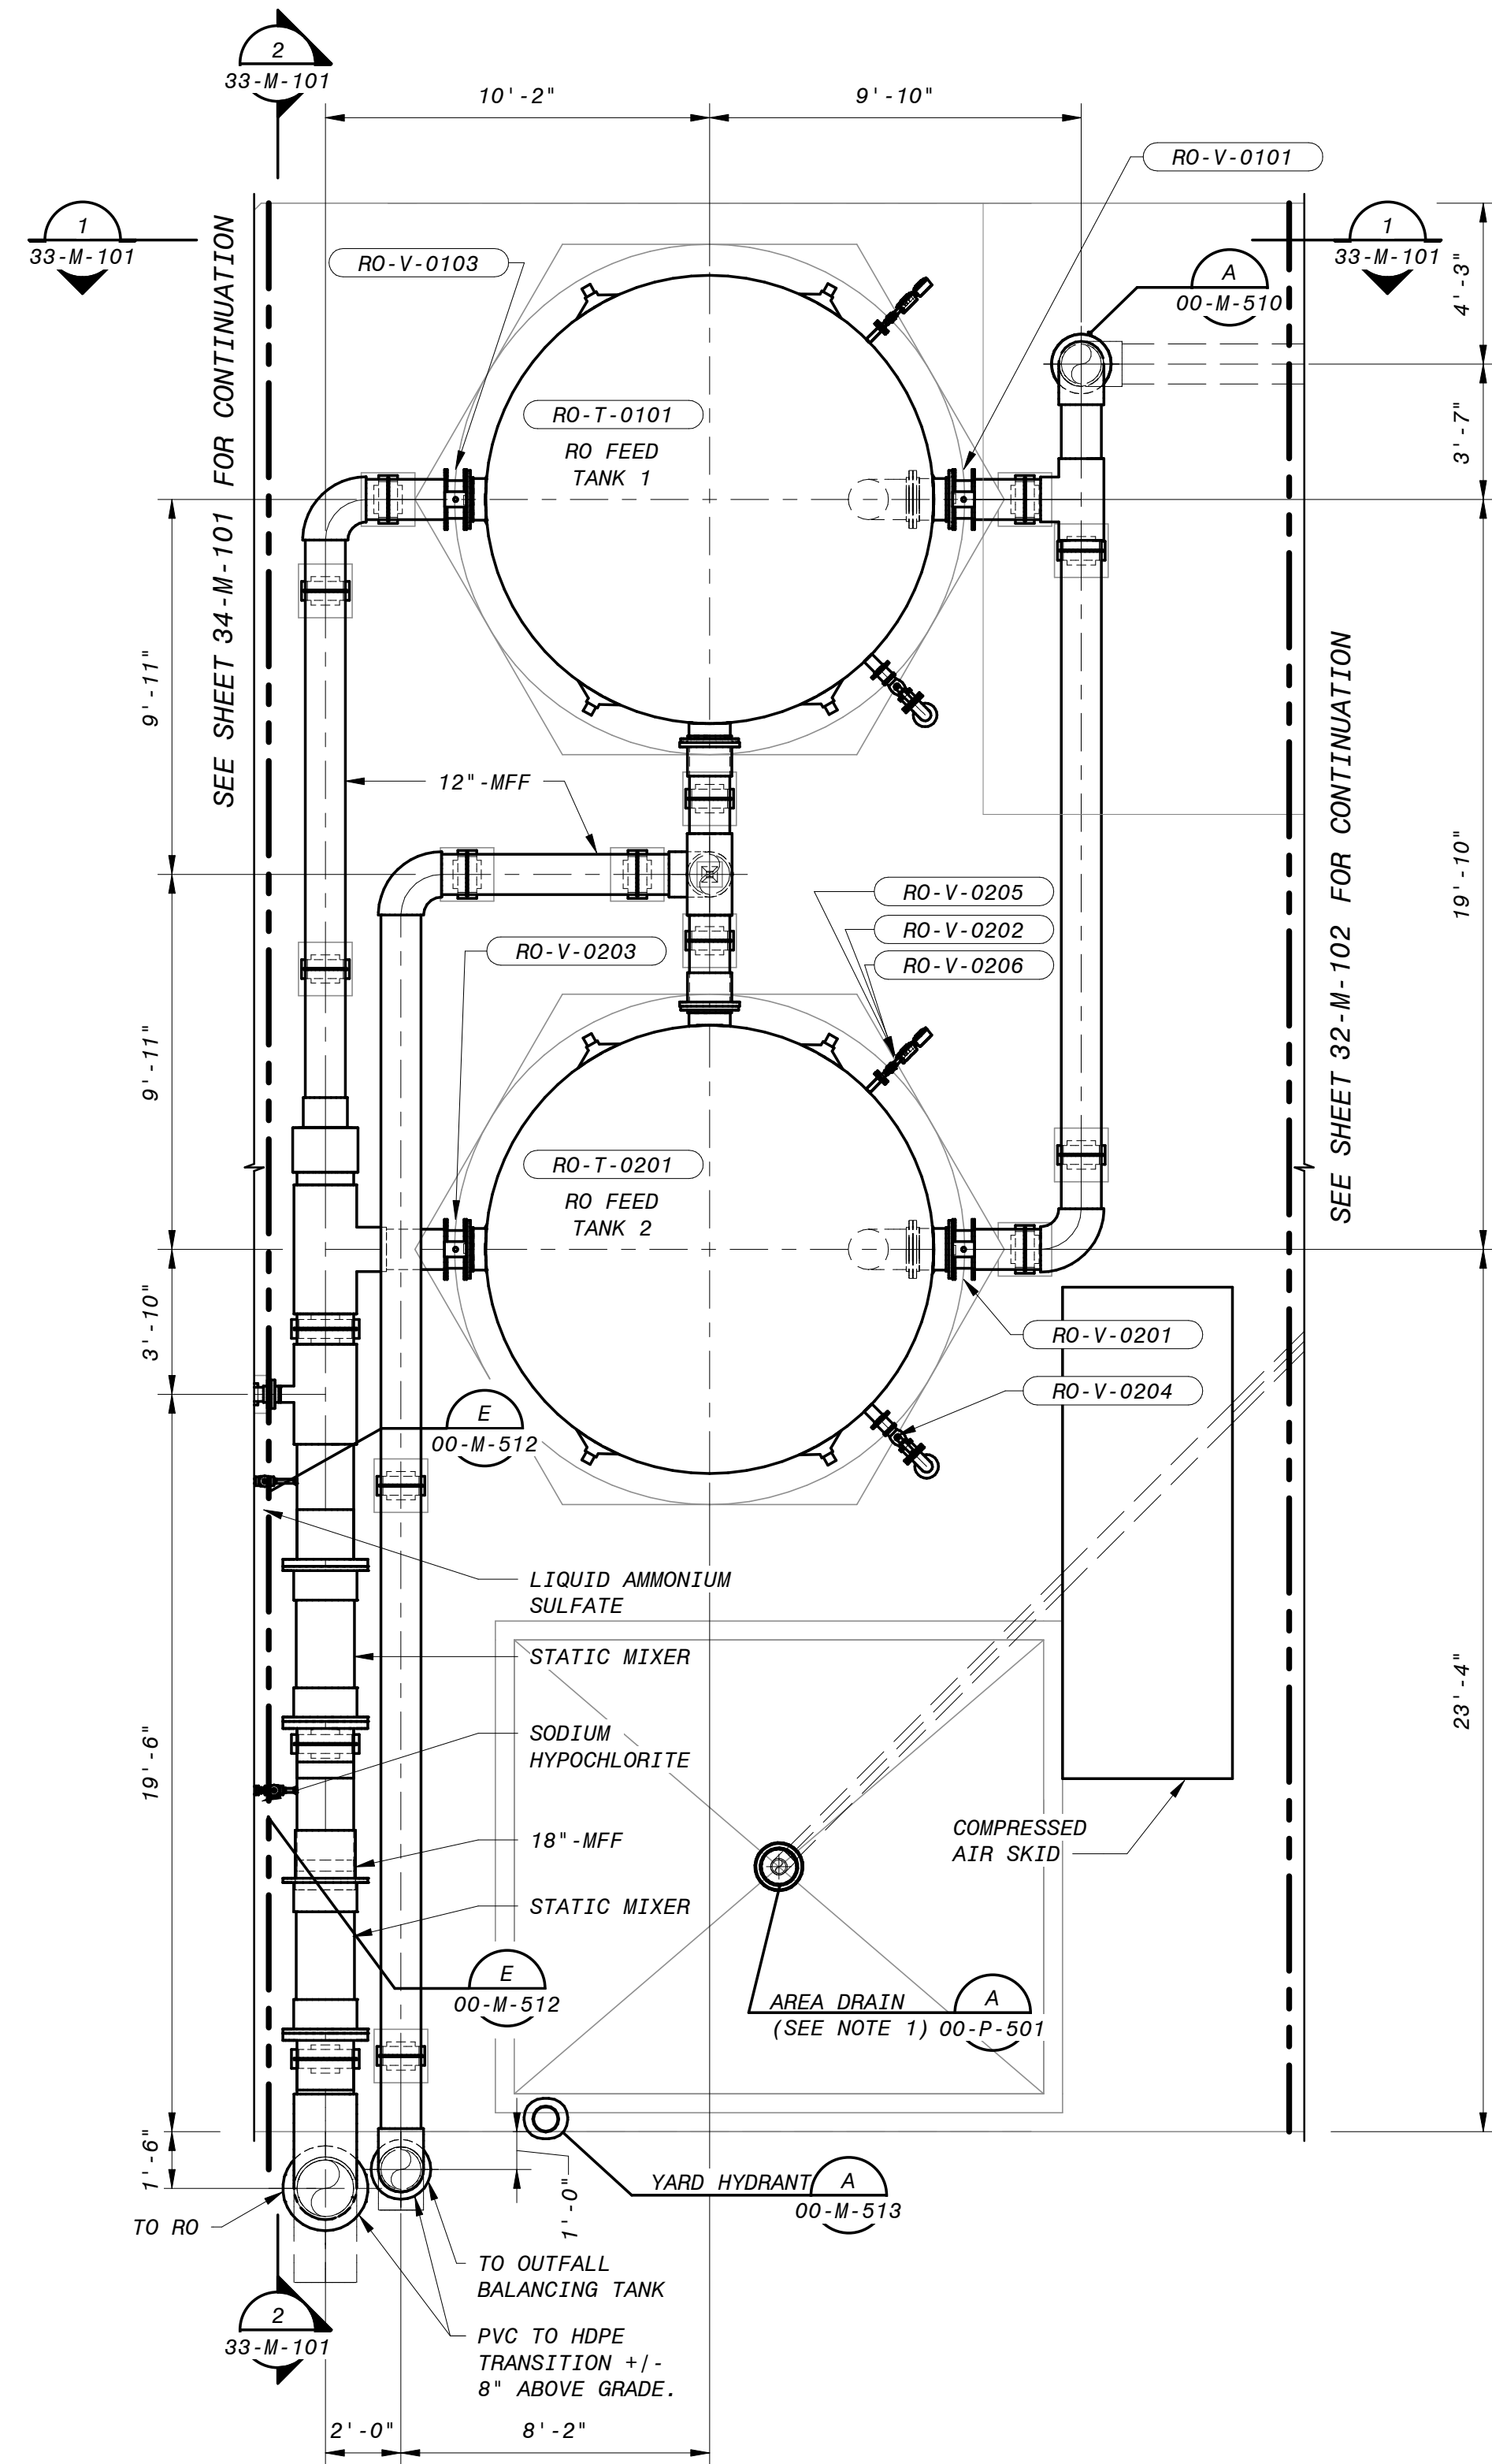 2
33-M-101
10'-2"
9'-10"
RO-V-0101
1
33-M-101
SEE SHEET 34-M-101 FOR CONTINUATION
RO-V-0103
A
00-M-510
1
33-M-101
4'-3"
RO-T-0101
RO FEED
TANK 1
3'-7"
9'-11"
12"-MFF
SEE SHEET 32-M-102 FOR CONTINUATION
19'-10"
RO-V-0205
RO-V-0202
RO-V-0206
RO-V-0203
9'-11"
RO-T-0201
RO FEED
TANK 2
3'-10"
RO-V-0201
RO-V-0204
E
00-M-512
LIQUID AMMONIUM
SULFATE
STATIC MIXER
23'-4"
SODIUM
HYPOCHLORITE
19'-6"
18"-MFF
COMPRESSED
AIR SKID
STATIC MIXER
E
00-M-512
AREA DRAIN
(SEE NOTE 1)
A
00-P-501
1'-6"
YARD HYDRANT
A
00-M-513
1'-0"
TO RO
TO OUTFALL
BALANCING TANK
2
33-M-101
PVC TO HDPE
TRANSITION +/-
8" ABOVE GRADE.
2'-0"
8'-2"